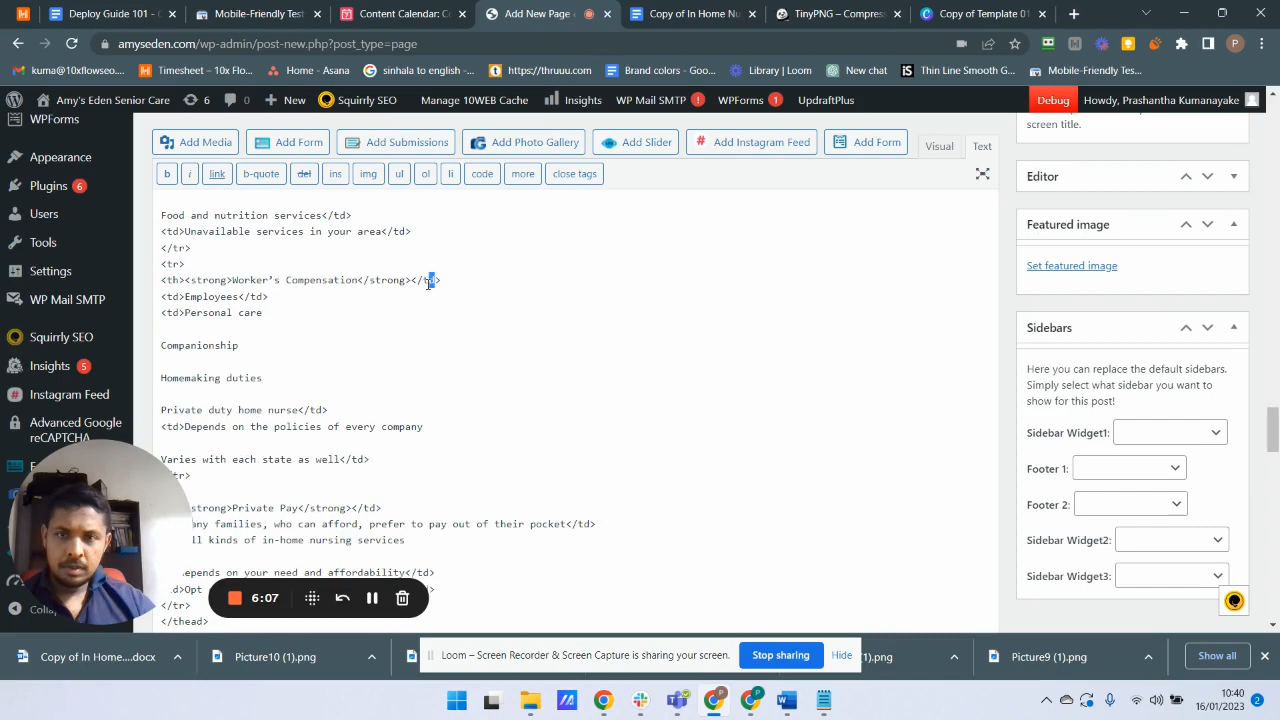 Deploy Guide 101 - C
Mobile-Friendly Test
Content Calendar: Co
Add New Page
Copy of In Home Nu
TinyPNG – Compress
Copy of Template 01
amyseden.com/wp-admin/post-new.php?post_type=page
kuma@10xflowseo....
Timesheet – 10x Flo...
Home - Asana
sinhala to english -...
https://thruuu.com
Brand colors - Goo...
Library | Loom
New chat
Thin Line Smooth G...
Mobile-Friendly Tes...
Amy's Eden Senior Care
6
0
New
Squirrly SEO
Manage 10WEB Cache
Insights
WP Mail SMTP !
WPForms 1
UpdraftPlus
Debug
Howdy, Prashantha Kumanayake
WPForms
Appearance
Plugins 6
Users
Tools
Settings
WP Mail SMTP
Squirrly SEO
Insights 5
Instagram Feed
Advanced Google
reCAPTCHA
Add Media
Add Form
Add Submissions
Add Photo Gallery
Add Slider
Add Instagram Feed
Add Form
Visual
Text
b
i
link
b-quote
del
ins
img
ul
ol
li
code
more
close tags
Food and nutrition services</td>
<td>Unavailable services in your area</td>
</tr>
<tr>
<th><strong>Worker's Compensation</strong></td>
<td>Employees</td>
<td>Personal care
Companionship
Homemaking duties
Private duty home nurse</td>
<td>Depends on the policies of every company
Varies with each state as well</td>
tr>
strong>Private Pay</strong></td>
any families, who can afford, prefer to pay out of their pocket</td>
ll kinds of in-home nursing services
epends on your need and affordability</td>
d>Opt
</tr>
</thead>
screen title.
Editor
Featured image
Set featured image
Sidebars
Here you can replace the default sidebars.
Simply select what sidebar you want to
show for this post!
Sidebar Widget1:
Footer 1:
Footer 2:
Sidebar Widget2:
Sidebar Widget3:
6:07
Loom – Screen Recorder & Screen Capture is sharing your screen.
Stop sharing
Hide
Copy of In Home....docx
Picture10 (1).png
(1).png
Picture9 (1).png
Show all
10:40
16/01/2023
2